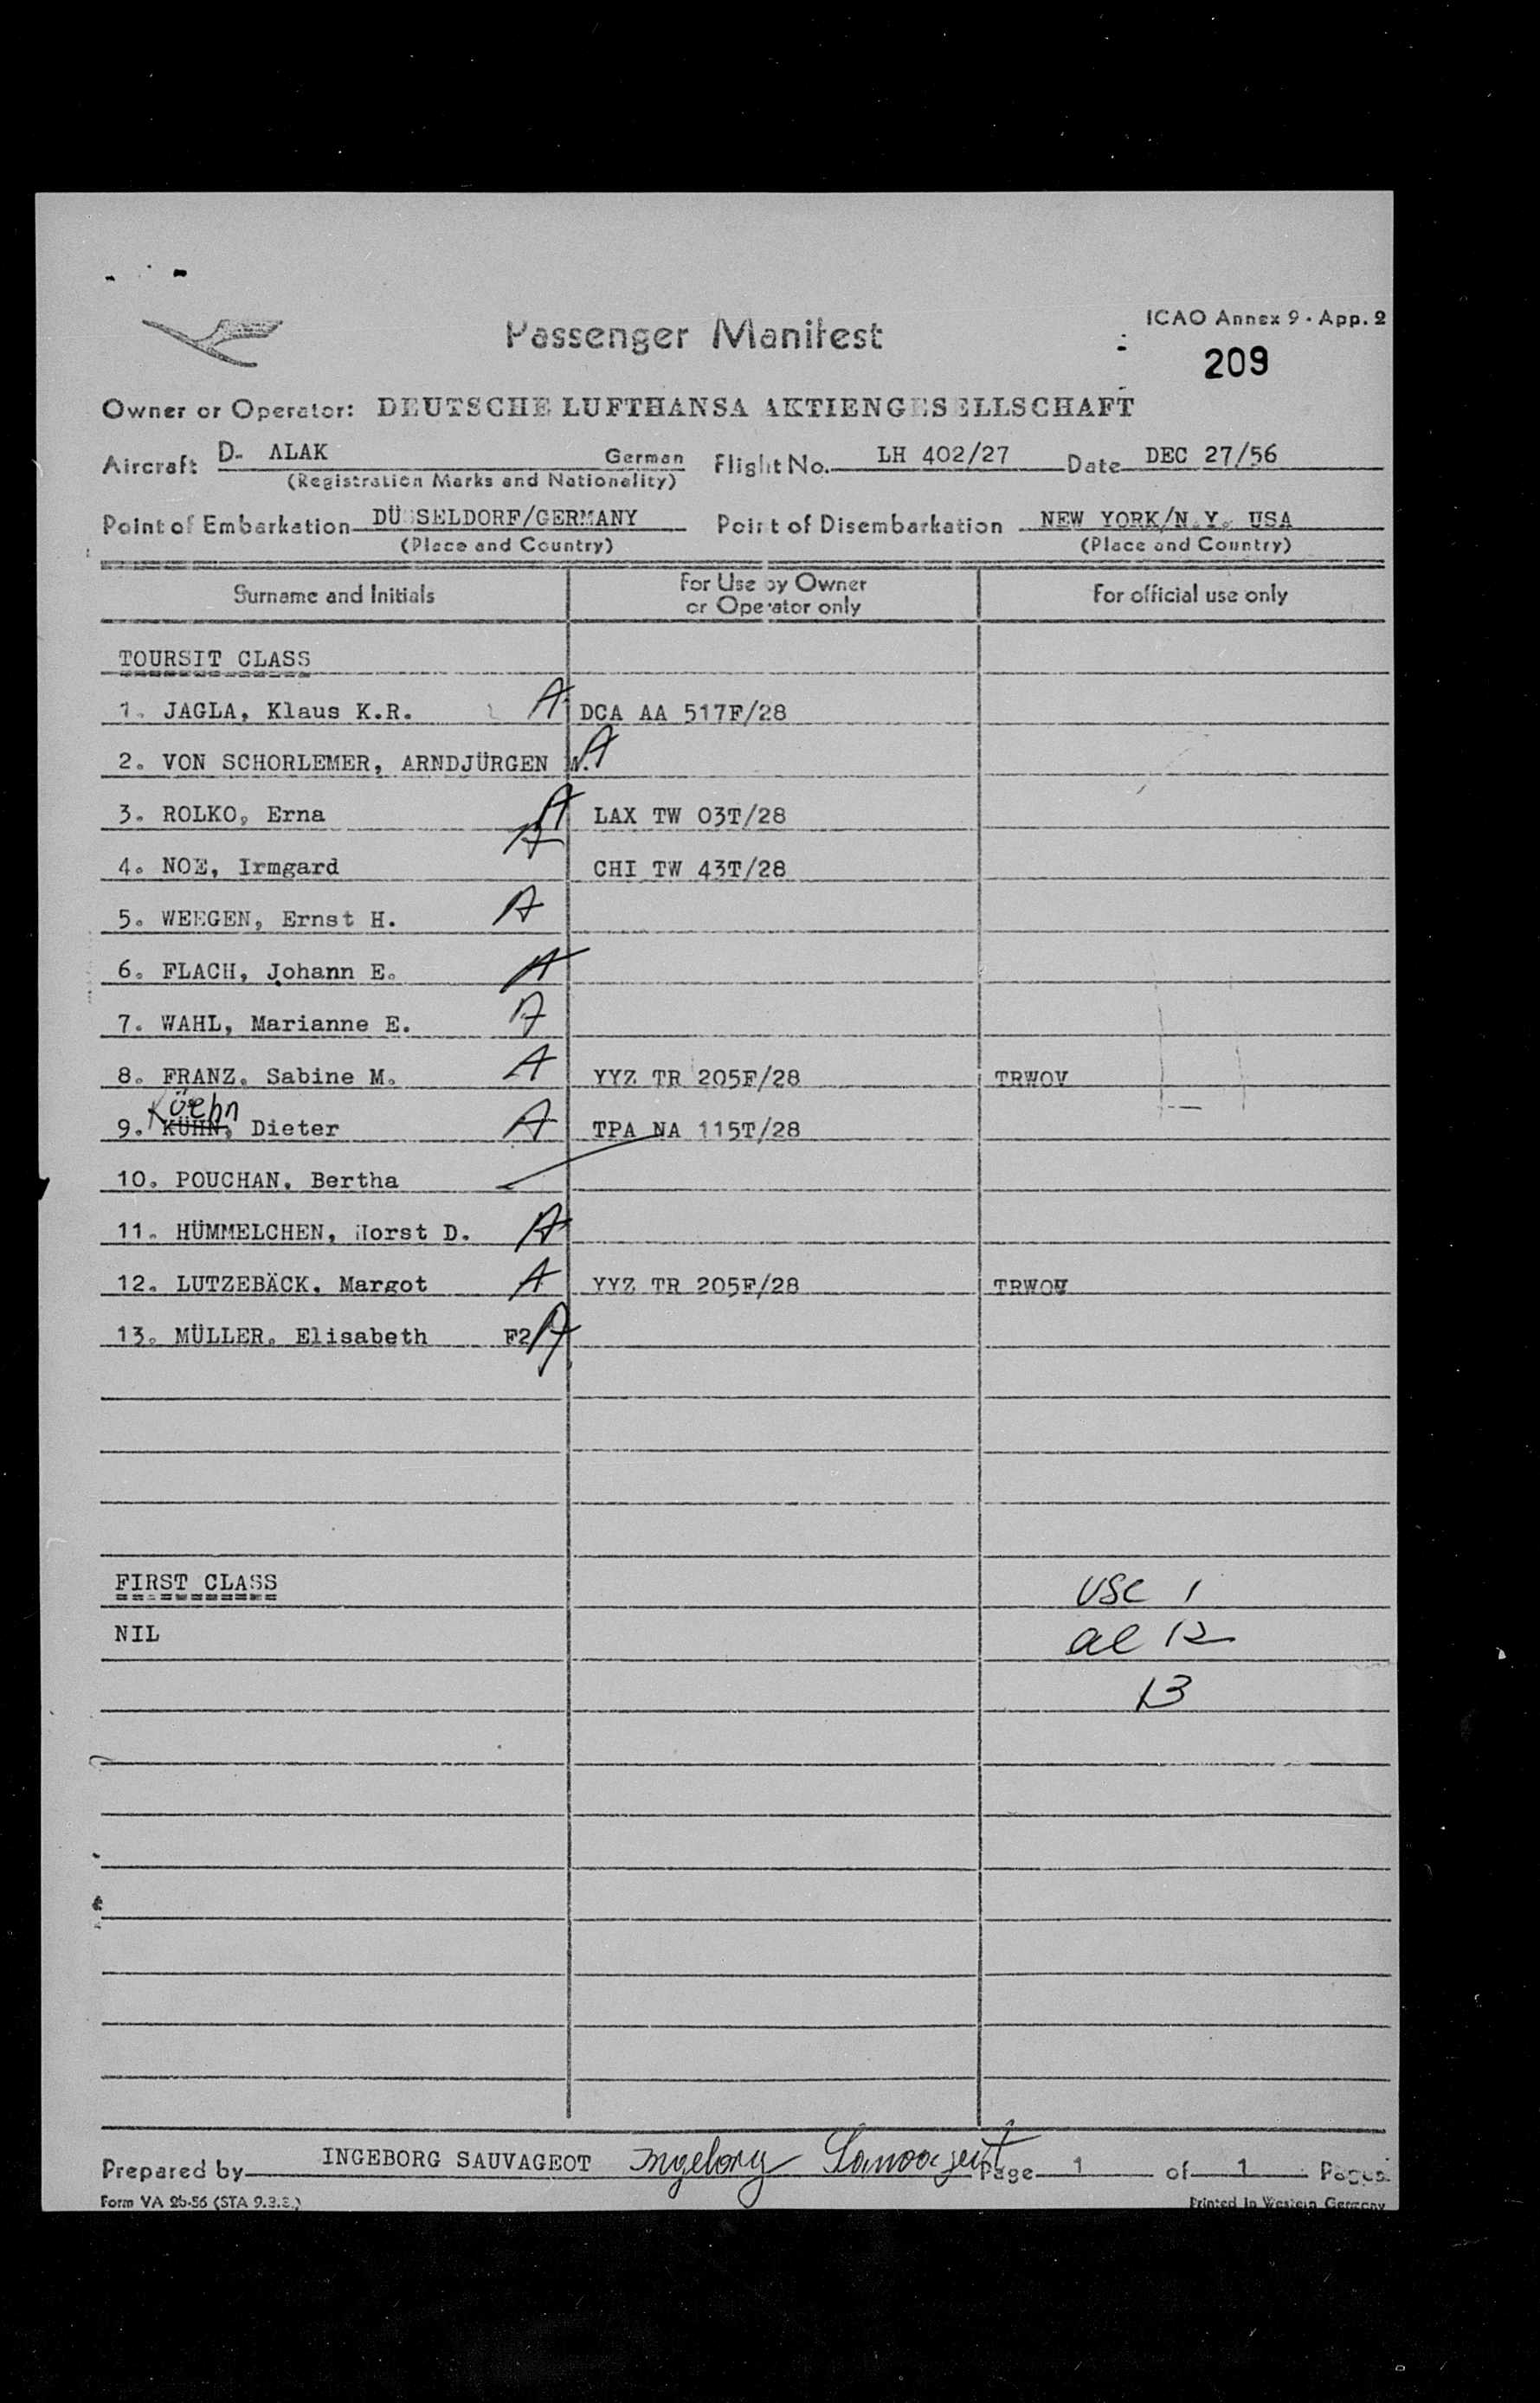 Passenger Manifest
ICAO Annex 9 · App. 2
209
Owner or Operator: DEUTSCHE LUFTHANSA AKTIENGESELLSCHAFT
Aircraft D- ALAK German Flight No. LH 402/27 Date DEC 27/56
(Registration Marks and Nationality)
Point of Embarkation DÜSSELDORF/GERMANY Point of Disembarkation NEW YORK/N.Y. USA
(Place and Country) (Place and Country)
Surname and Initials For Use by Owner or Operator only For official use only
TOURSIT CLASS
1. JAGLA, Klaus K.R. A DCA AA 517F/28
2. VON SCHORLEMER, ARNDJÜRGEN W. A
3. ROLKO, Erna A LAX TW 03T/28
4. NOE, Irmgard A CHI TW 43T/28
5. WEEGEN, Ernst H. A
6. FLACH, Johann E. A
7. WAHL, Marianne E. A
8. FRANZ. Sabine M. A YYZ TR 205F/28 TRWOV
Köehn
9. KÜHN, Dieter A TPA NA 115T/28
10. POUCHAN. Bertha
11. HÜMMELCHEN, Horst D. A
12. LUTZEBÄCK. Margot A YYZ TR 205F/28 TRWOV
13. MÜLLER. Elisabeth F2 A
FIRST CLASS USC 1
NIL al 12
13
Prepared by INGEBORG SAUVAGEOT Ingeborg Sauvageot Page 1 of 1 Pages
Form VA 2b-56 (STA 9.3.3.) Printed in Western Germany